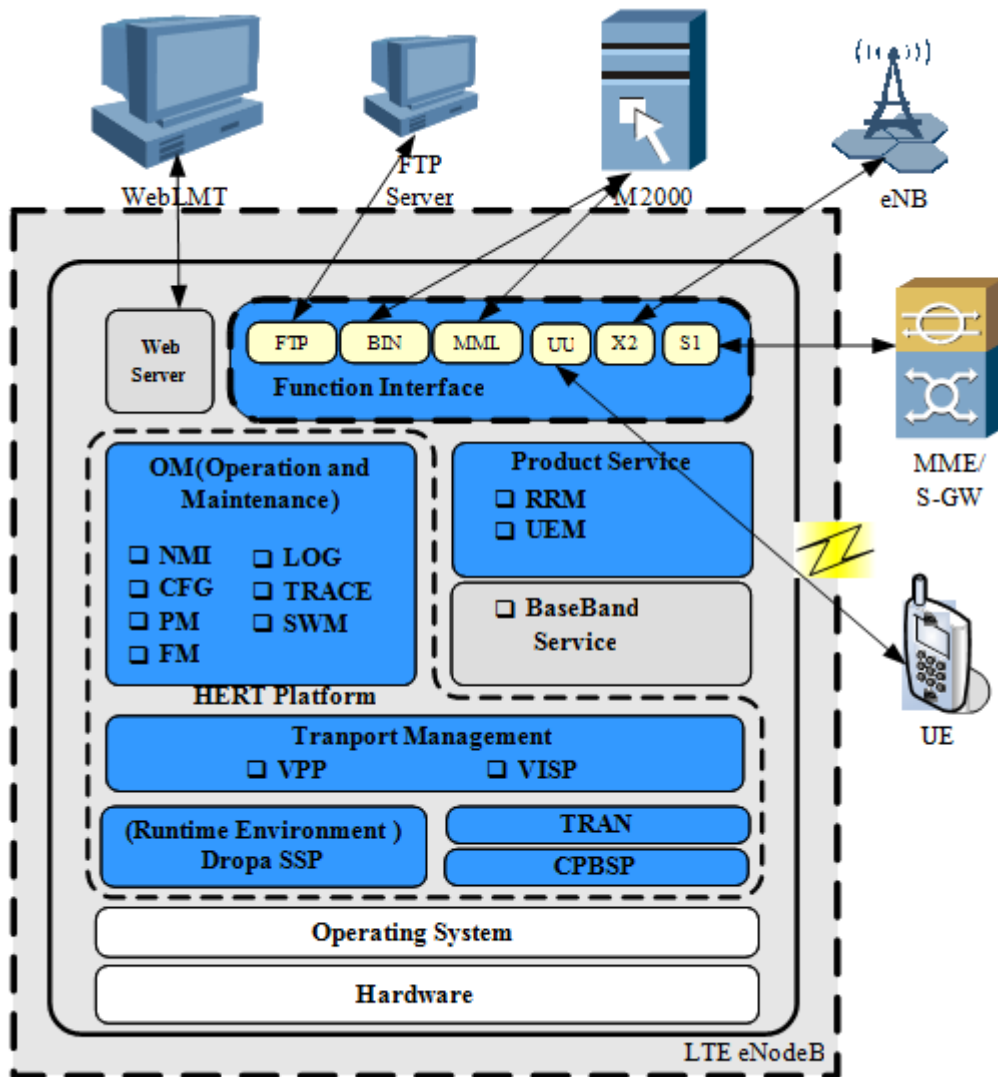 WebLMT
FTP
Server
M2000
eNB
Web
Server
FTP
BIN
MML
UU
X2
S1
Function Interface
MME/
S-GW
OM(Operation and
Maintenance)
NMI
CFG
PM
FM
LOG
TRACE
SWM
Product Service
RRM
UEM
BaseBand
Service
UE
HERT Platform
Tranport Management
VPP
VISP
(Runtime Environment )
Dropa SSP
TRAN
CPBSP
Operating System
Hardware
LTE eNodeB